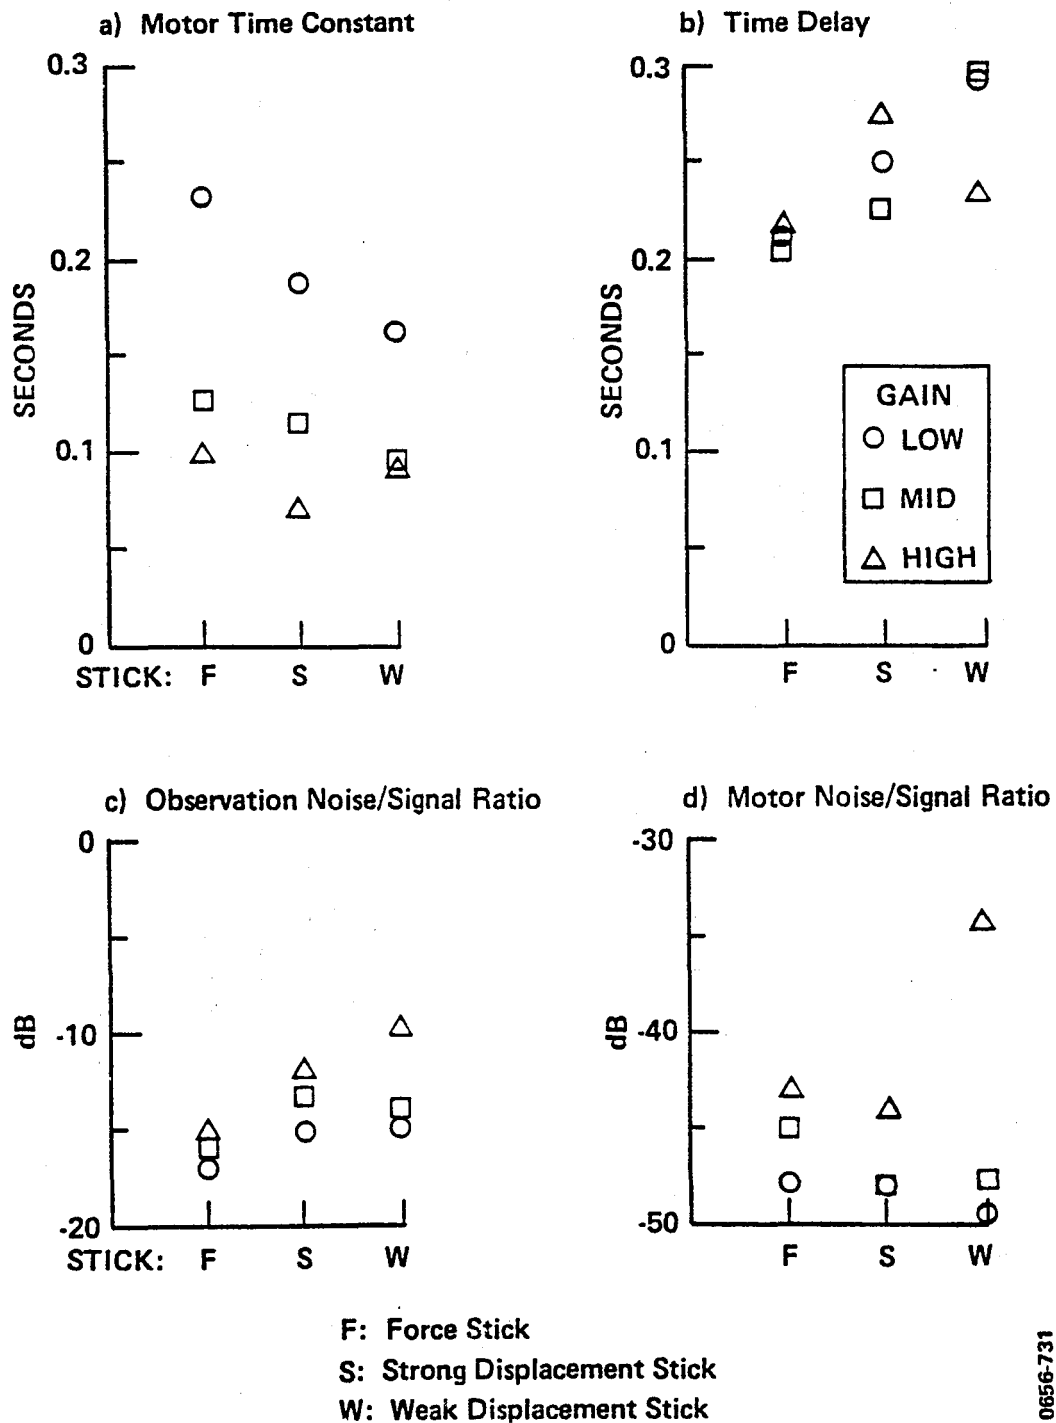 a) Motor Time Constant
0.3
0.2
0.1
0
SECONDS
STICK: F S W
b) Time Delay
0.3
0.2
0.1
0
SECONDS
GAIN
LOW
MID
HIGH
F S W
c) Observation Noise/Signal Ratio
0
-10
-20
dB
STICK: F S W
d) Motor Noise/Signal Ratio
-30
-40
-50
dB
F S W
F: Force Stick
S: Strong Displacement Stick
W: Weak Displacement Stick
0656-731